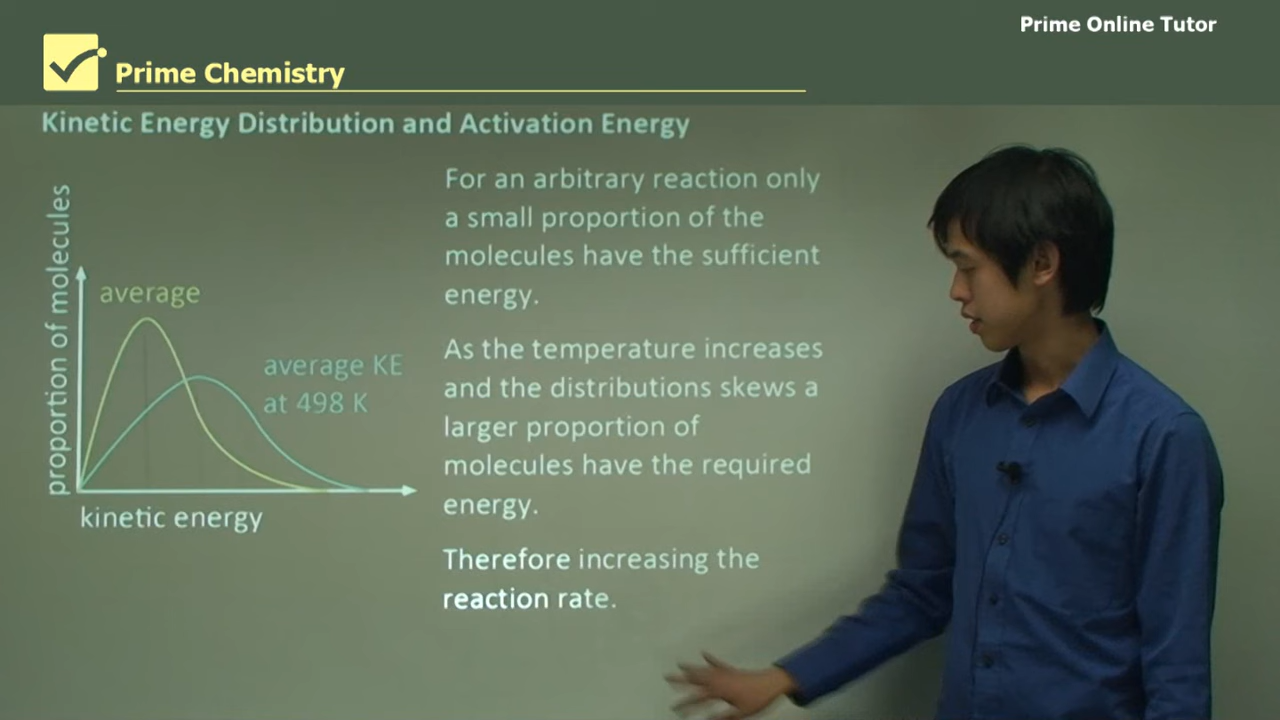 Prime Online Tutor
Prime Chemistry
Kinetic Energy Distribution and Activation Energy
proportion of molecules
average
average KE
at 498 K
kinetic energy
For an arbitrary reaction only
a small proportion of the
molecules have the sufficient
energy.
As the temperature increases
and the distributions skews a
larger proportion of
molecules have the required
energy.
Therefore increasing the
reaction rate.